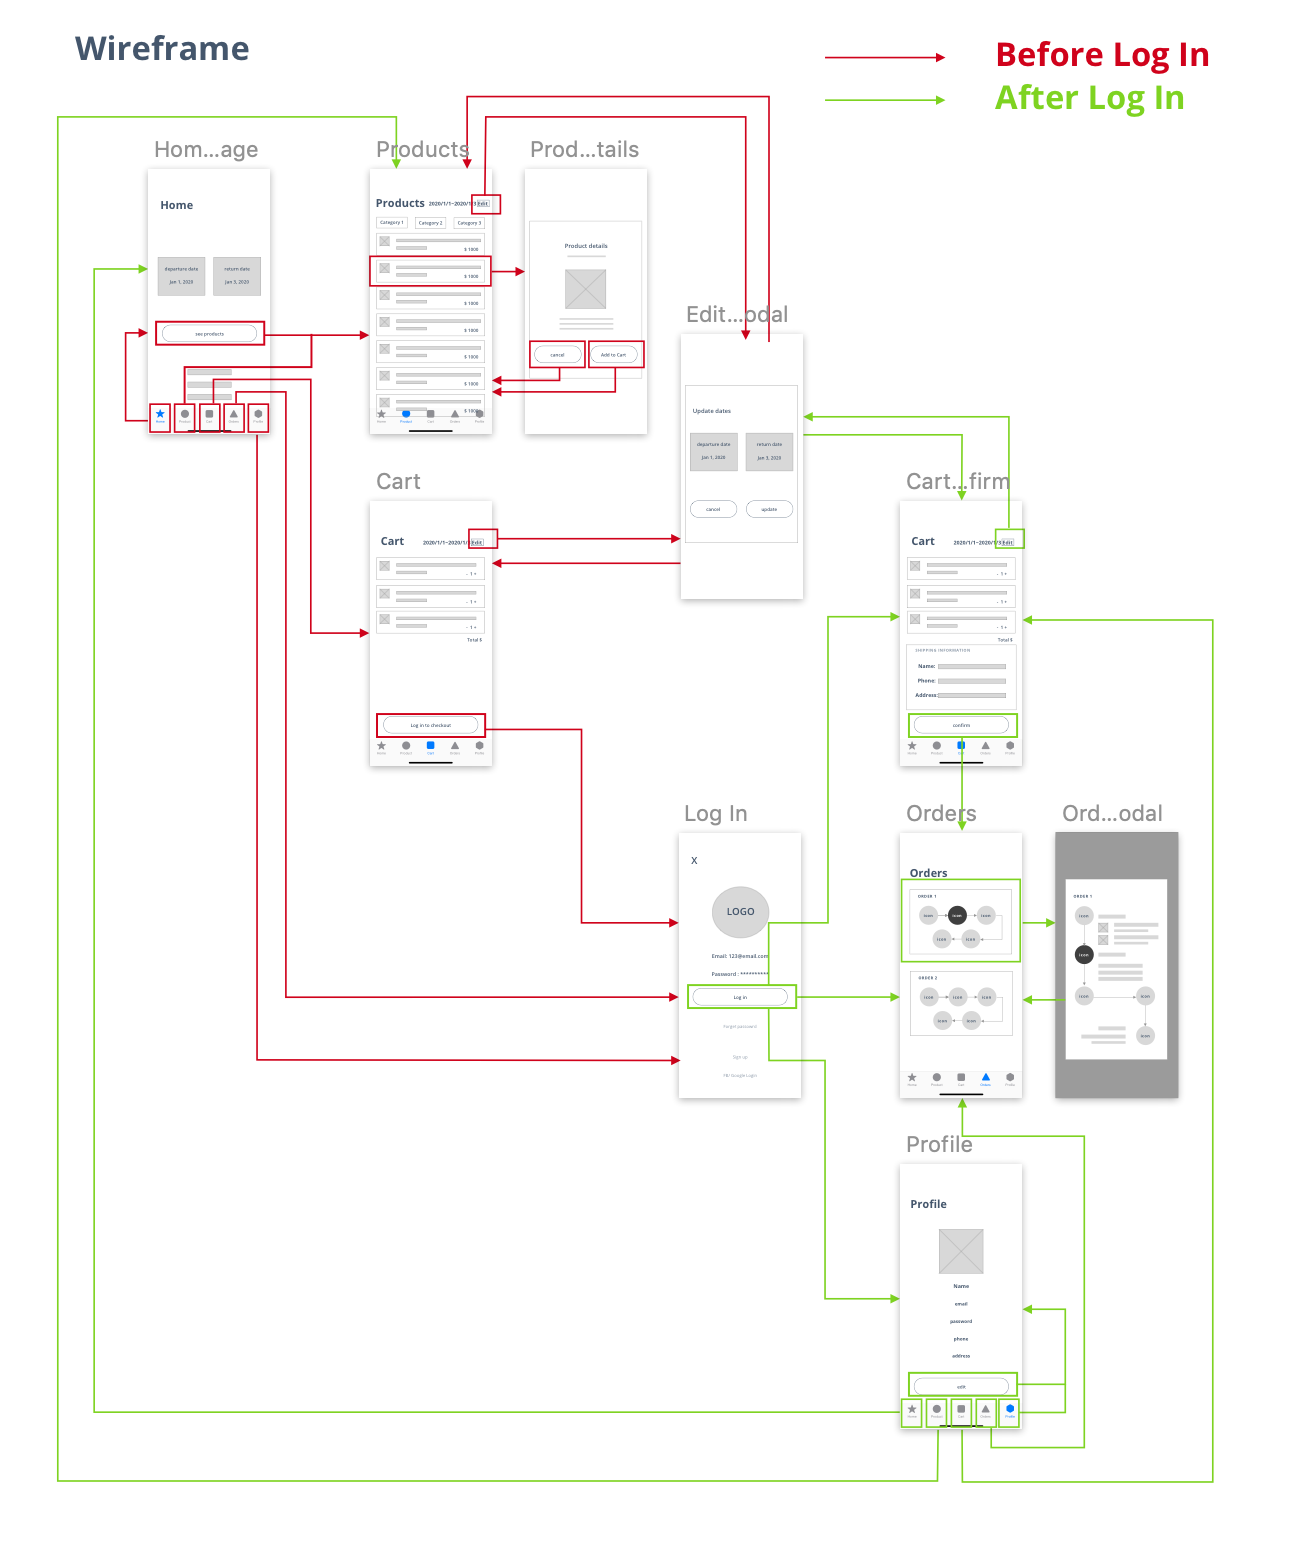 Wireframe
Before Log In
After Log In
Hom...age
Products
Prod...tails
Home
departure date
Jan 1, 2020
return date
Jan 3, 2020
see products
Home
Product
Cart
Orders
Profile
Products
2020/1/1~2020/1/3
Edit
Category 1
Category 2
Category 3
$ 1000
$ 1000
$ 1000
$ 1000
$ 1000
$ 1000
$ 1000
Home
Product
Cart
Orders
Profile
Product details
cancel
Add to Cart
Edit...odal
Update dates
departure date
Jan 1, 2020
return date
Jan 3, 2020
cancel
update
Cart
Cart
2020/1/1~2020/1/3
Edit
- 1 +
- 1 +
- 1 +
Total $
Log in to checkout
Home
Product
Cart
Orders
Profile
Cart...firm
Cart
2020/1/1~2020/1/3
Edit
- 1 +
- 1 +
- 1 +
Total $
SHIPPING INFORMATION
Name:
Phone:
Address:
confirm
Home
Product
Cart
Orders
Profile
Log In
X
LOGO
Email: 123@email.com
Password : **********
Log in
Forget password
Sign up
Orders
Orders
ORDER 1
Icon
Icon
Icon
Icon
Icon
ORDER 2
Icon
Icon
Icon
Icon
Icon
Home
Product
Cart
Orders
Profile
Ord...odal
ORDER 1
Icon
Icon
Icon
Icon
Icon
Profile
Profile
Name
email
password
phone
address
edit
Home
Product
Cart
Orders
Profile